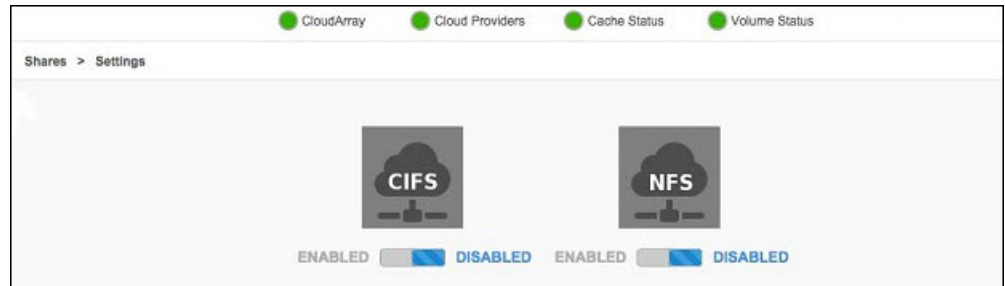 CloudArray Cloud Providers Cache Status Volume Status
Shares > Settings
CIFS NFS
ENABLED DISABLED ENABLED DISABLED